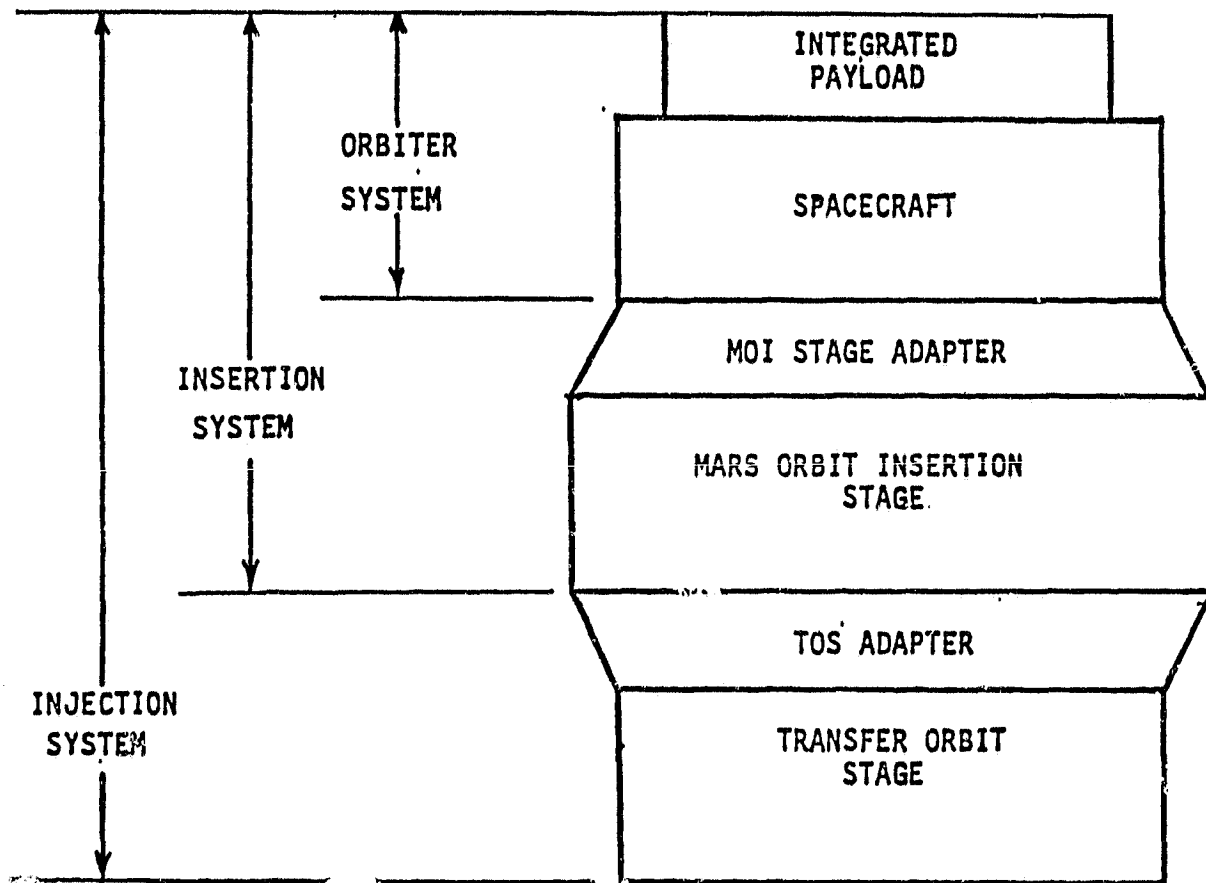 INTEGRATED
PAYLOAD
ORBITER
SYSTEM
SPACECRAFT
MOI STAGE ADAPTER
INSERTION
SYSTEM
MARS ORBIT INSERTION
STAGE
TOS ADAPTER
INJECTION
SYSTEM
TRANSFER ORBIT
STAGE